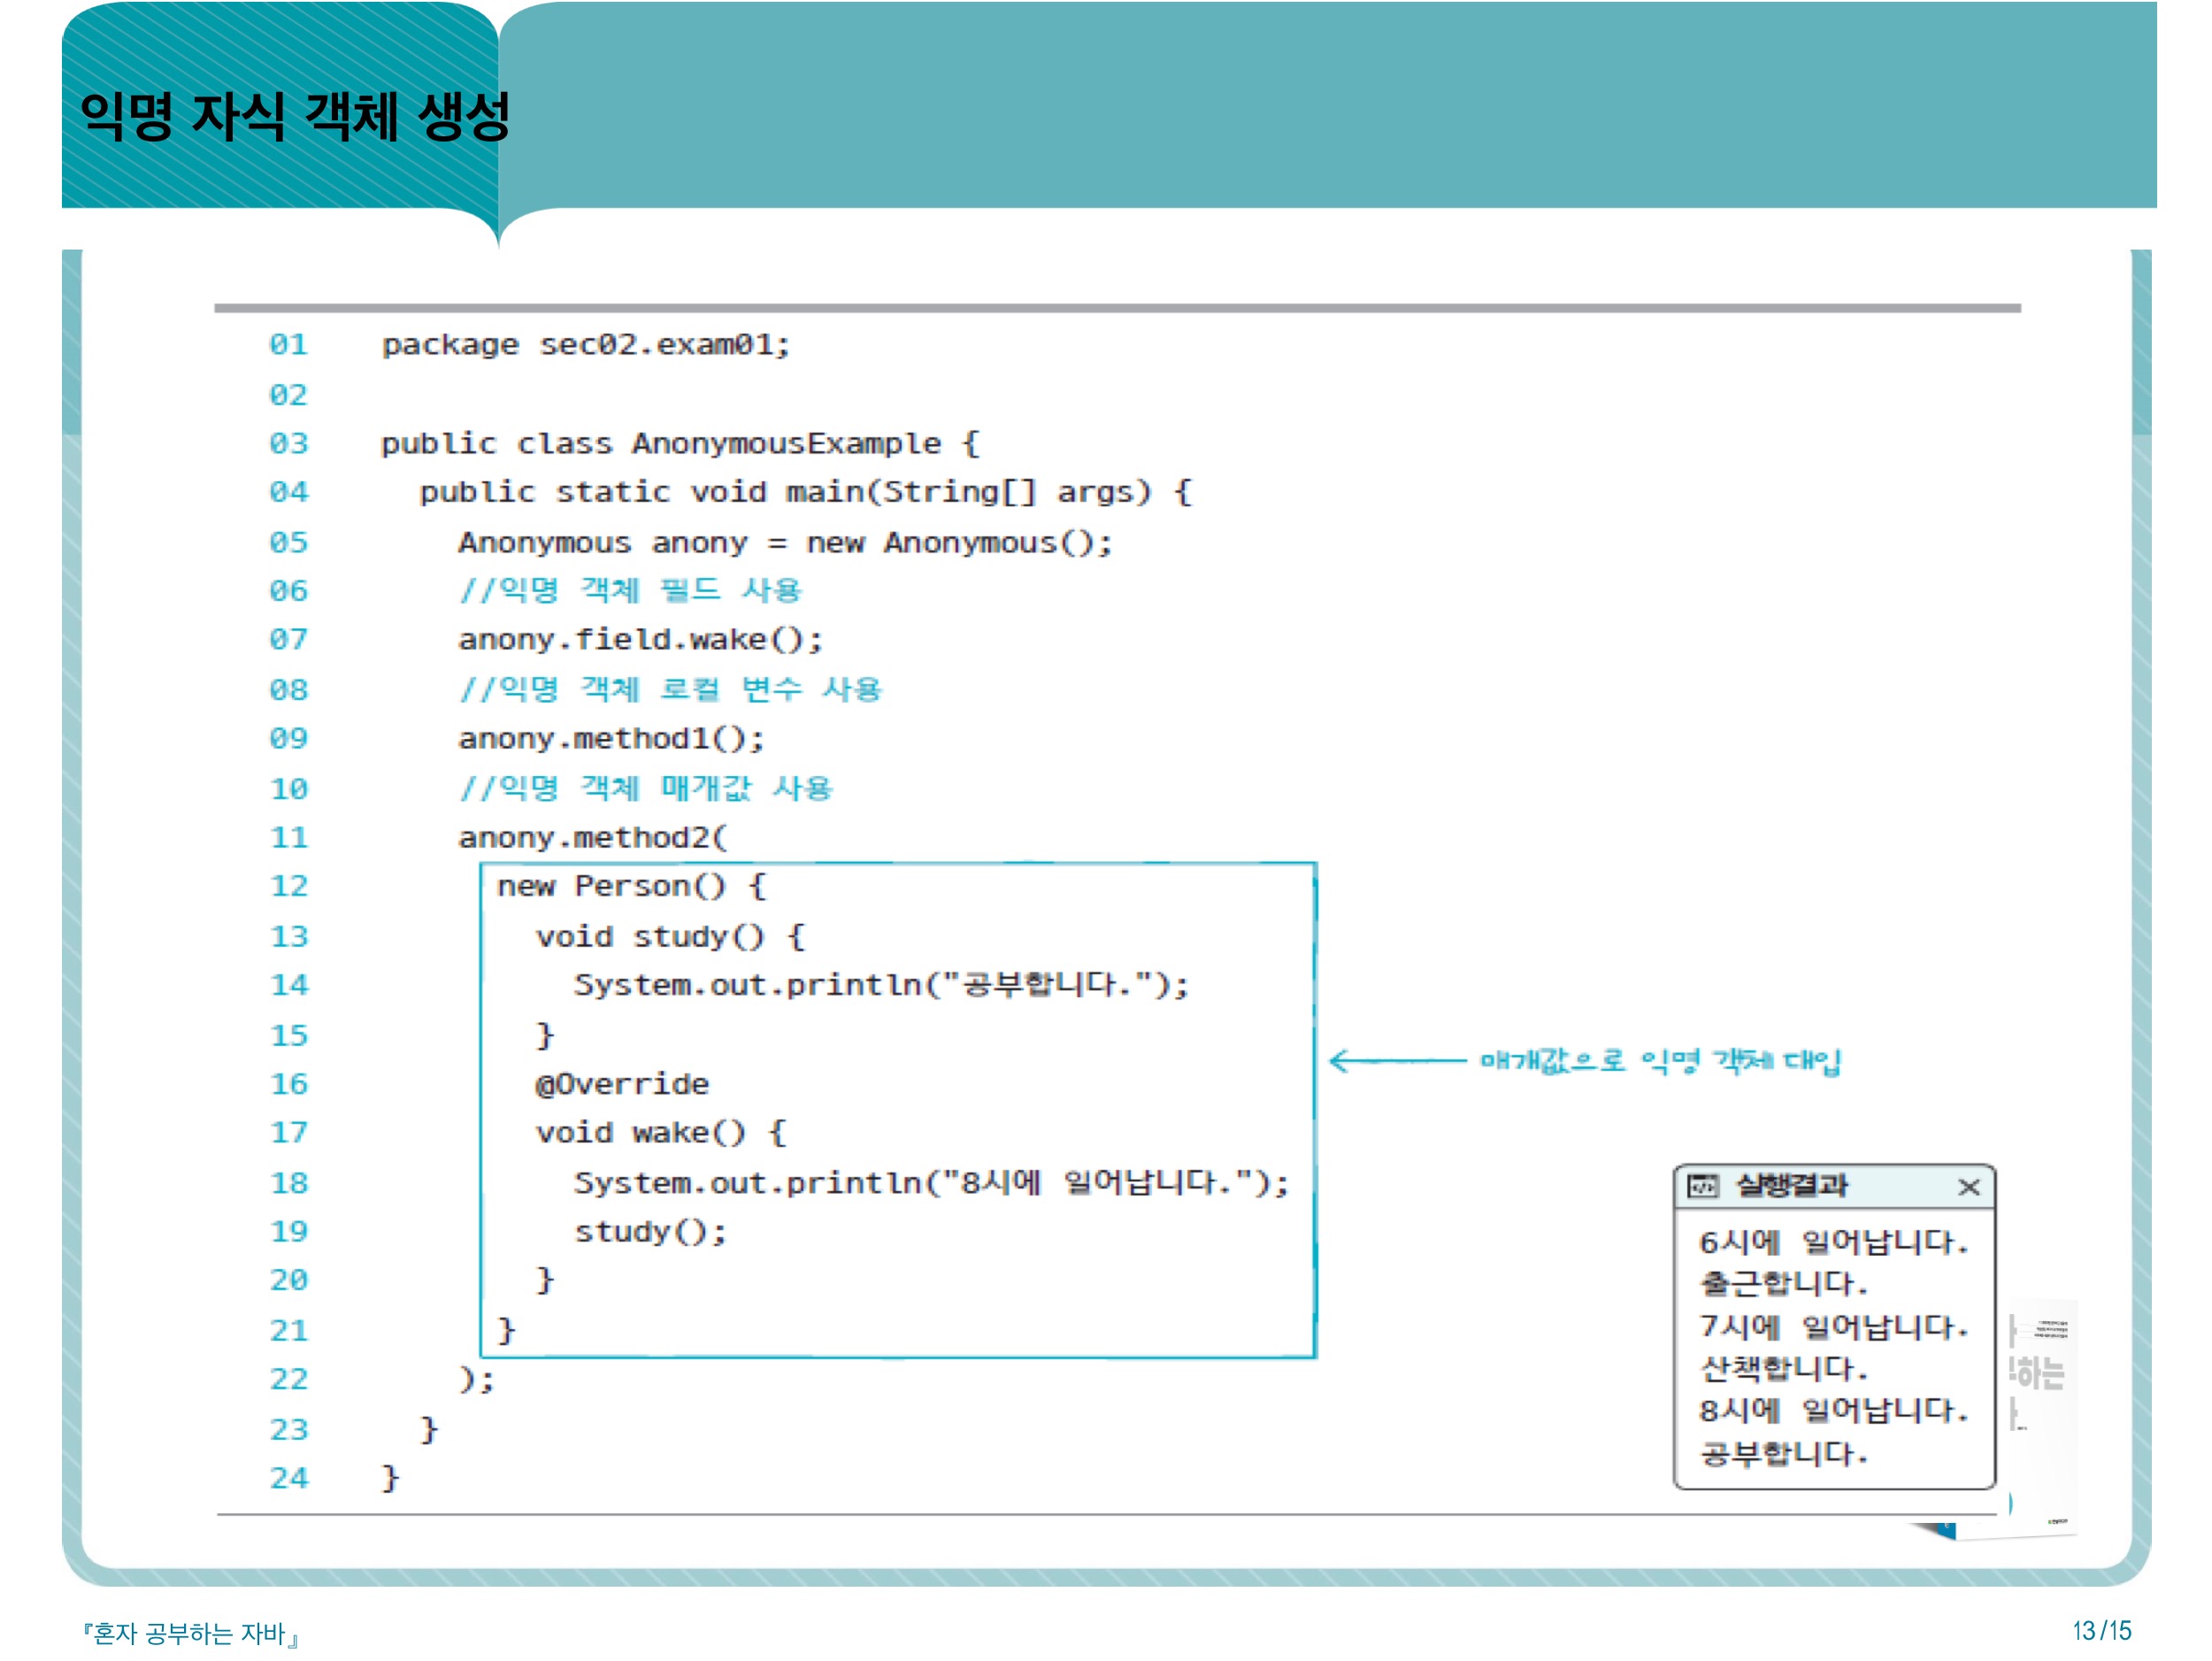 익명 자식 객체 생성
01 package sec02.exam01;
02
03 public class AnonymousExample {
04 public static void main(String[] args) {
05 Anonymous anony = new Anonymous();
06 //익명 객체 필드 사용
07 anony.field.wake();
08 //익명 객체 로컬 변수 사용
09 anony.method1();
10 //익명 객체 매개값 사용
11 anony.method2(
12 new Person() {
13 void study() {
14 System.out.println("공부합니다.");
15 }
16 @Override
17 void wake() {
18 System.out.println("8시에 일어납니다.");
19 study();
20 }
21 }
22 );
23 }
24 }
매개값으로 익명 객체 대입
실행결과
6시에 일어납니다.
출근합니다.
7시에 일어납니다.
산책합니다.
8시에 일어납니다.
공부합니다.
하는
『혼자 공부하는 자바』
13/15